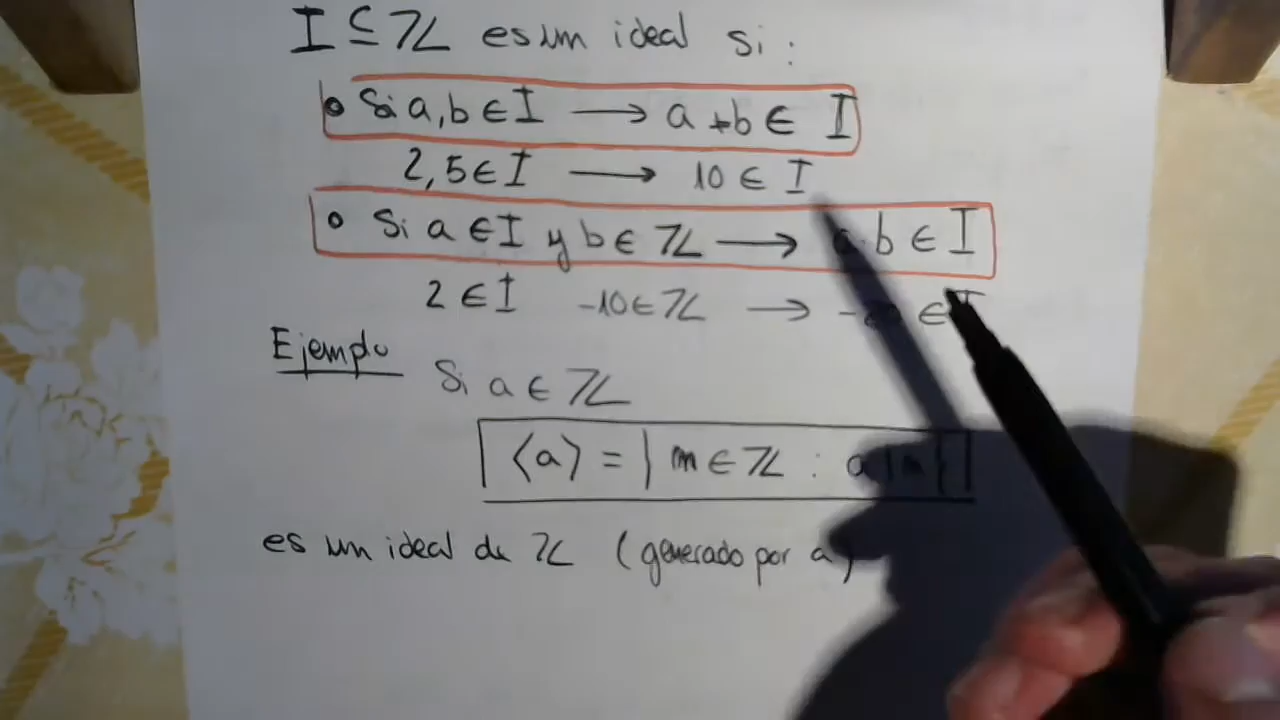 I ⊆ ℤ es un ideal si :
• Si a, b ∈ I → a + b ∈ I
2, 5 ∈ I → 10 ∈ I
• Si a ∈ I y b ∈ ℤ → a · b ∈ I
2 ∈ I -10 ∈ ℤ → - ∈ I
Ejemplo
Si a ∈ ℤ
⟨a⟩ = { m ∈ ℤ : a | m }
es un ideal de ℤ (generado por a)